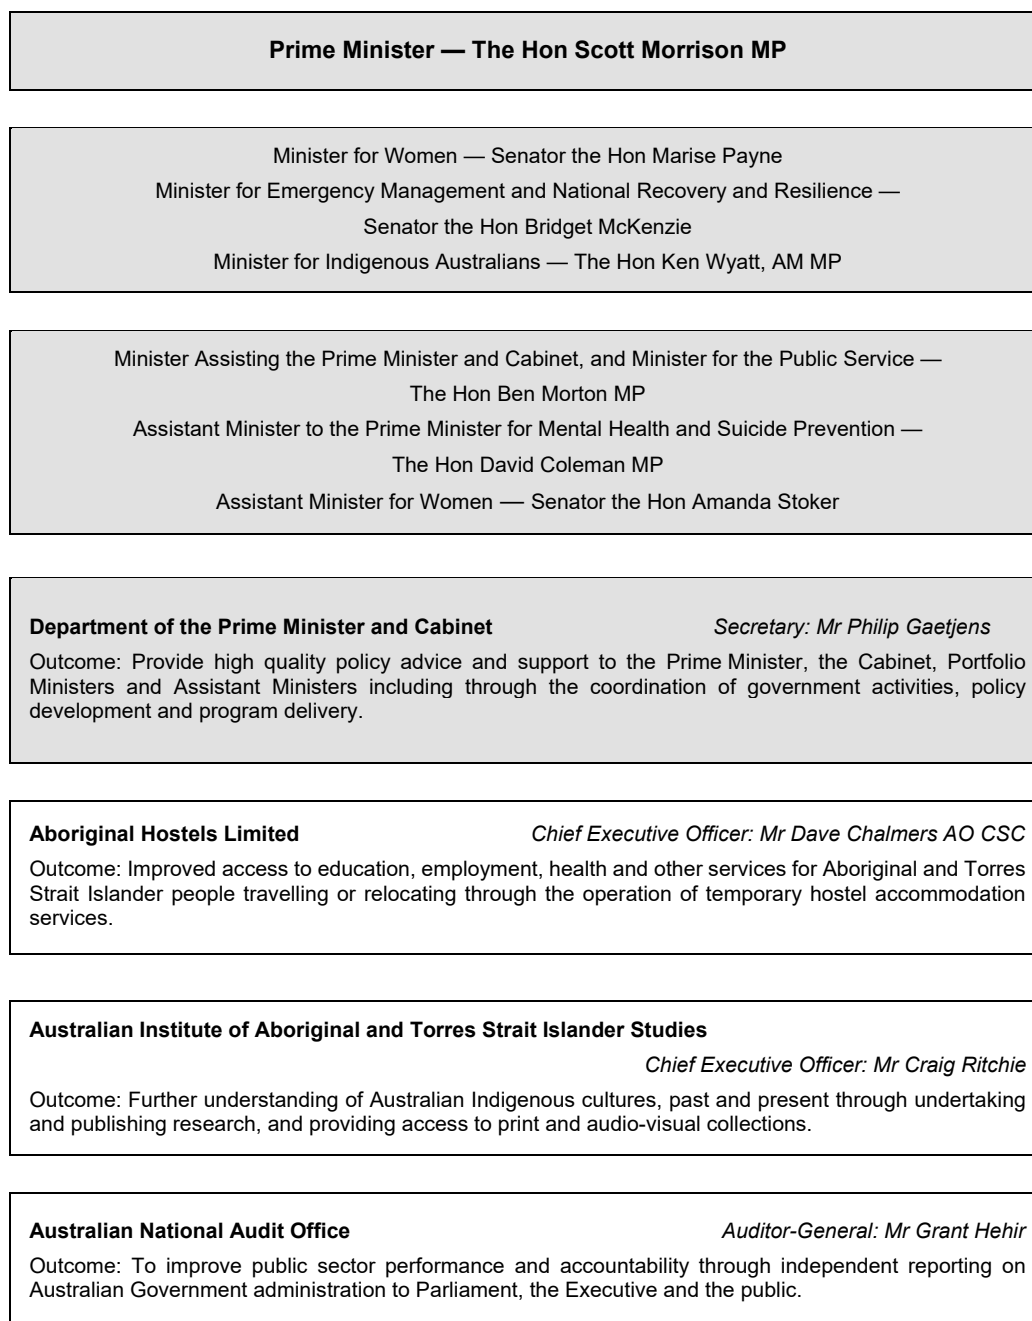 Prime Minister — The Hon Scott Morrison MP
Minister for Women — Senator the Hon Marise Payne
Minister for Emergency Management and National Recovery and Resilience —
Senator the Hon Bridget McKenzie
Minister for Indigenous Australians — The Hon Ken Wyatt, AM MP
Minister Assisting the Prime Minister and Cabinet, and Minister for the Public Service —
The Hon Ben Morton MP
Assistant Minister to the Prime Minister for Mental Health and Suicide Prevention —
The Hon David Coleman MP
Assistant Minister for Women — Senator the Hon Amanda Stoker
Department of the Prime Minister and Cabinet Secretary: Mr Philip Gaetjens
Outcome: Provide high quality policy advice and support to the Prime Minister, the Cabinet, Portfolio
Ministers and Assistant Ministers including through the coordination of government activities, policy
development and program delivery.
Aboriginal Hostels Limited Chief Executive Officer: Mr Dave Chalmers AO CSC
Outcome: Improved access to education, employment, health and other services for Aboriginal and Torres
Strait Islander people travelling or relocating through the operation of temporary hostel accommodation
services.
Australian Institute of Aboriginal and Torres Strait Islander Studies
Chief Executive Officer: Mr Craig Ritchie
Outcome: Further understanding of Australian Indigenous cultures, past and present through undertaking
and publishing research, and providing access to print and audio-visual collections.
Australian National Audit Office Auditor-General: Mr Grant Hehir
Outcome: To improve public sector performance and accountability through independent reporting on
Australian Government administration to Parliament, the Executive and the public.